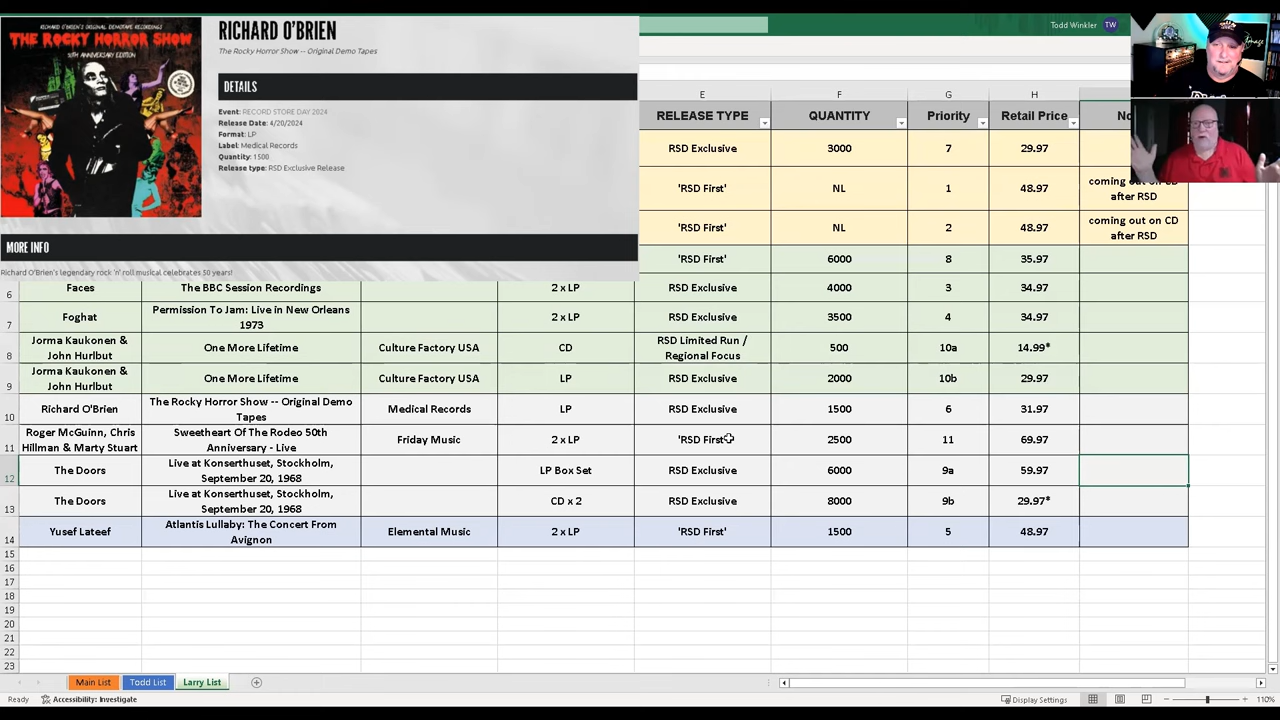 RICHARD O'BRIEN'S ORIGINAL DEMOTAPE RECORDINGS
THE ROCKY HORROR SHOW
50TH ANNIVERSARY EDITION
RICHARD O'BRIEN
The Rocky Horror Show -- Original Demo Tapes
DETAILS
Event: RECORD STORE DAY 2024
Release Date: 4/20/2024
Format: LP
Label: Medical Records
Quantity: 1500
Release type: RSD Exclusive Release
MORE INFO
Richard O'Brien's legendary rock 'n' roll musical celebrates 50 years!
Todd Winkler TW
E F G H
RELEASE TYPE QUANTITY Priority Retail Price No
RSD Exclusive 3000 7 29.97
'RSD First' NL 1 48.97 coming out on CD
after RSD
'RSD First' NL 2 48.97 coming out on CD
after RSD
'RSD First' 6000 8 35.97
6 Faces The BBC Session Recordings 2 x LP RSD Exclusive 4000 3 34.97
7 Foghat Permission To Jam: Live in New Orleans
1973 2 x LP RSD Exclusive 3500 4 34.97
8 Jorma Kaukonen &
John Hurlbut One More Lifetime Culture Factory USA CD RSD Limited Run /
Regional Focus 500 10a 14.99*
9 Jorma Kaukonen &
John Hurlbut One More Lifetime Culture Factory USA LP RSD Exclusive 2000 10b 29.97
10 Richard O'Brien The Rocky Horror Show -- Original Demo
Tapes Medical Records LP RSD Exclusive 1500 6 31.97
11 Roger McGuinn, Chris
Hillman & Marty Stuart Sweetheart Of The Rodeo 50th
Anniversary - Live Friday Music 2 x LP 'RSD First' 2500 11 69.97
12 The Doors Live at Konserthuset, Stockholm,
September 20, 1968 LP Box Set RSD Exclusive 6000 9a 59.97
13 The Doors Live at Konserthuset, Stockholm,
September 20, 1968 CD x 2 RSD Exclusive 8000 9b 29.97*
14 Yusef Lateef Atlantis Lullaby: The Concert From
Avignon Elemental Music 2 x LP 'RSD First' 1500 5 48.97
15
16
17
18
19
20
21
22
23
Main List Todd List Larry List
Ready Accessibility: Investigate Display Settings 110%